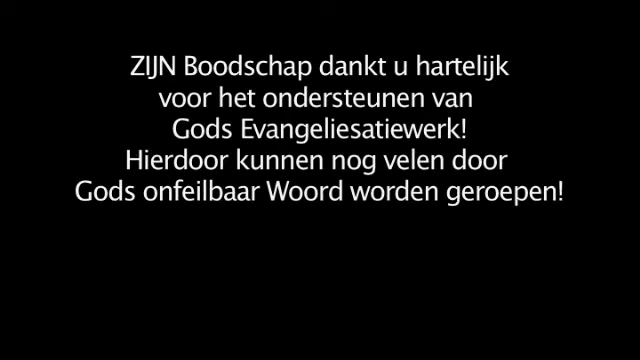 ZIJN Boodschap dankt u hartelijk
voor het ondersteunen van
Gods Evangeliesatiewerk!
Hierdoor kunnen nog velen door
Gods onfeilbaar Woord worden geroepen!